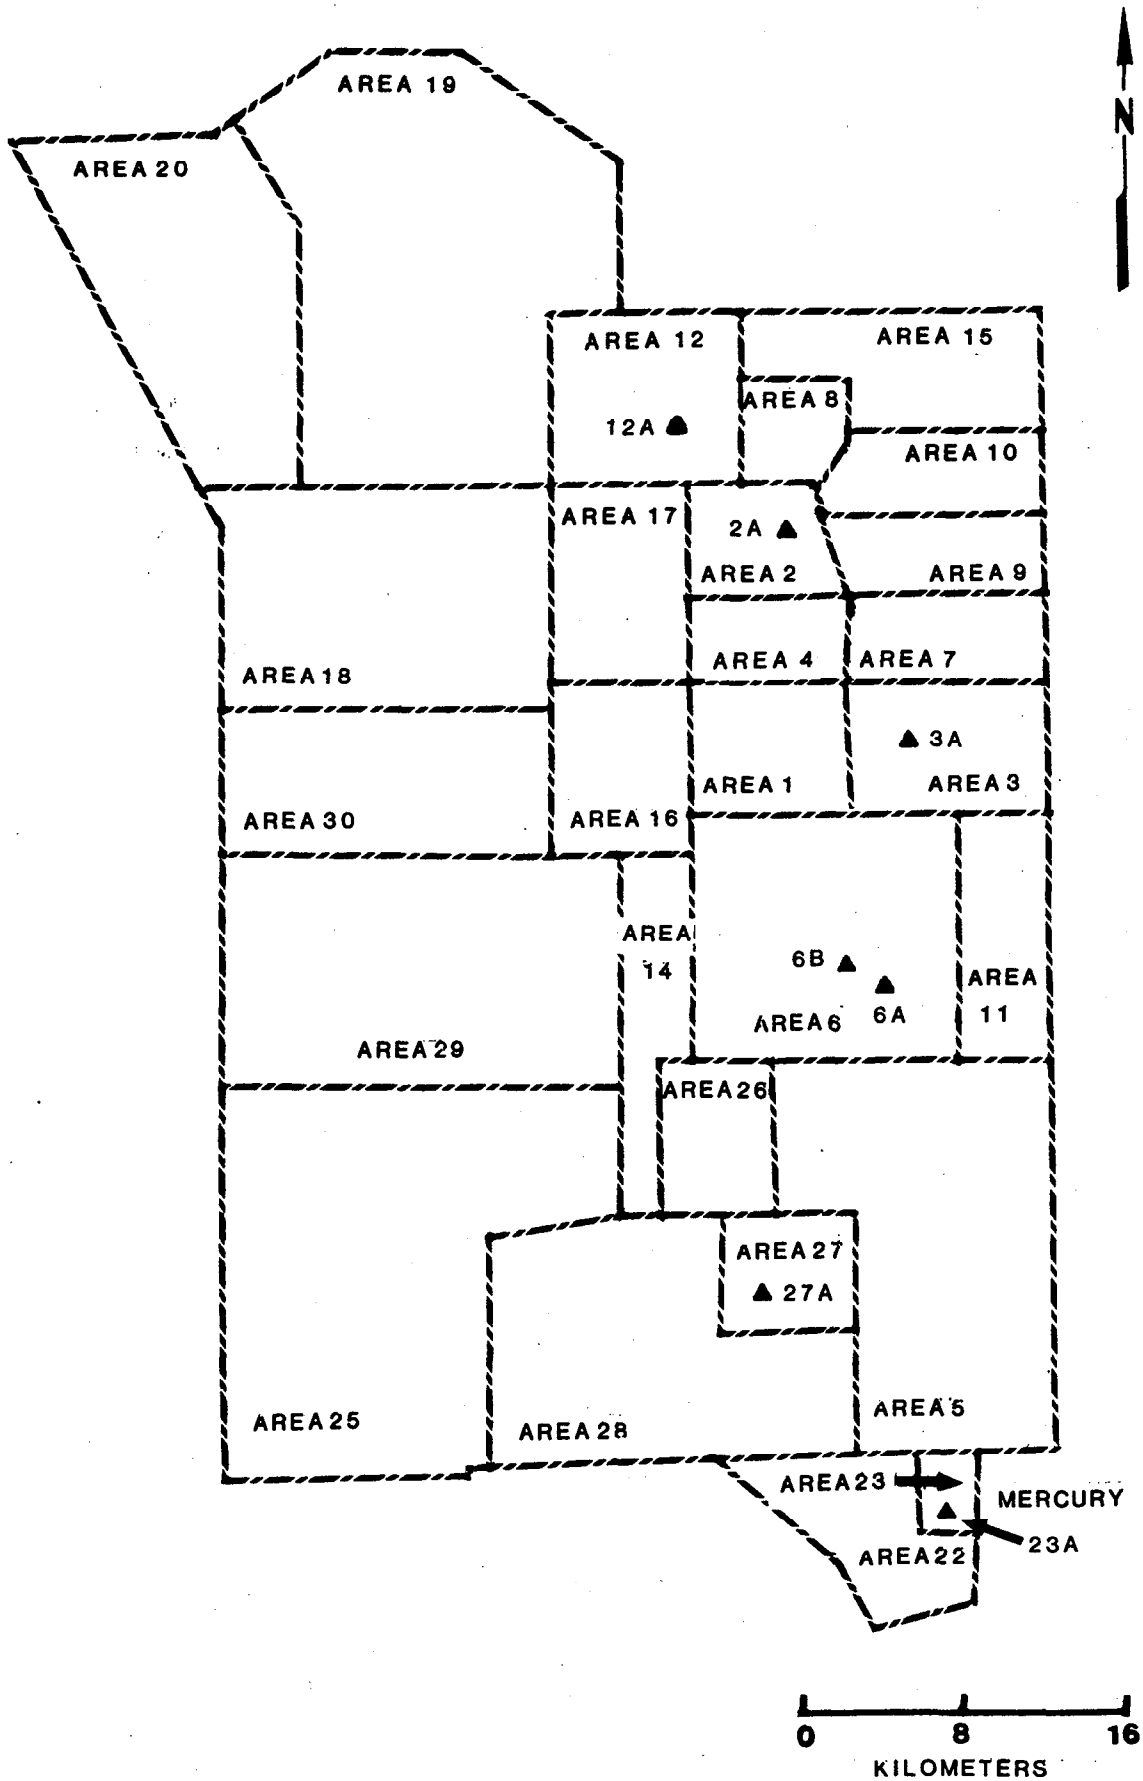 AREA 19
N
AREA 20
AREA 12
AREA 15
AREA 8
12A
AREA 10
AREA 17
2A
AREA 2
AREA 9
AREA 18
AREA 4
AREA 7
3A
AREA 1
AREA 3
AREA 30
AREA 16
AREA
14
6B
AREA
11
AREA 6
6A
AREA 29
AREA 26
AREA 27
27A
AREA 25
AREA 28
AREA 5
AREA 23
MERCURY
23A
AREA 22
0 8 16
KILOMETERS